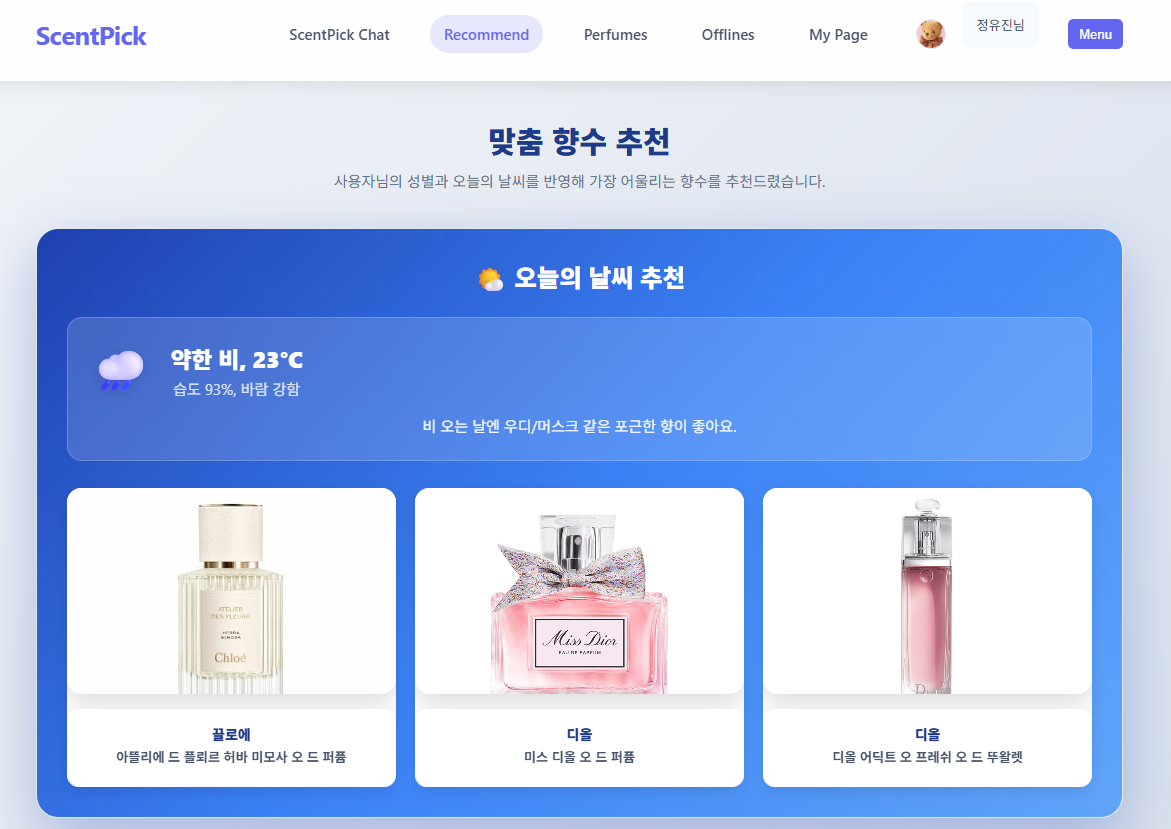 ScentPick
ScentPick Chat
Recommend
Perfumes
Offlines
My Page
정유진님
Menu
맞춤 향수 추천
사용자님의 성별과 오늘의 날씨를 반영해 가장 어울리는 향수를 추천드렸습니다.
오늘의 날씨 추천
약한 비, 23°C
습도 93%, 바람 강함
비 오는 날엔 우디/머스크 같은 포근한 향이 좋아요.
ATELIER
DES FLEURS
HERBA
MIMOSA
Chloé
Miss Dior
EAU DE PARFUM
D
끌로에
아뜰리에 드 플뢰르 허바 미모사 오 드 퍼퓸
디올
미스 디올 오 드 퍼퓸
디올
디올 어딕트 오 프레쉬 오 드 뚜왈렛